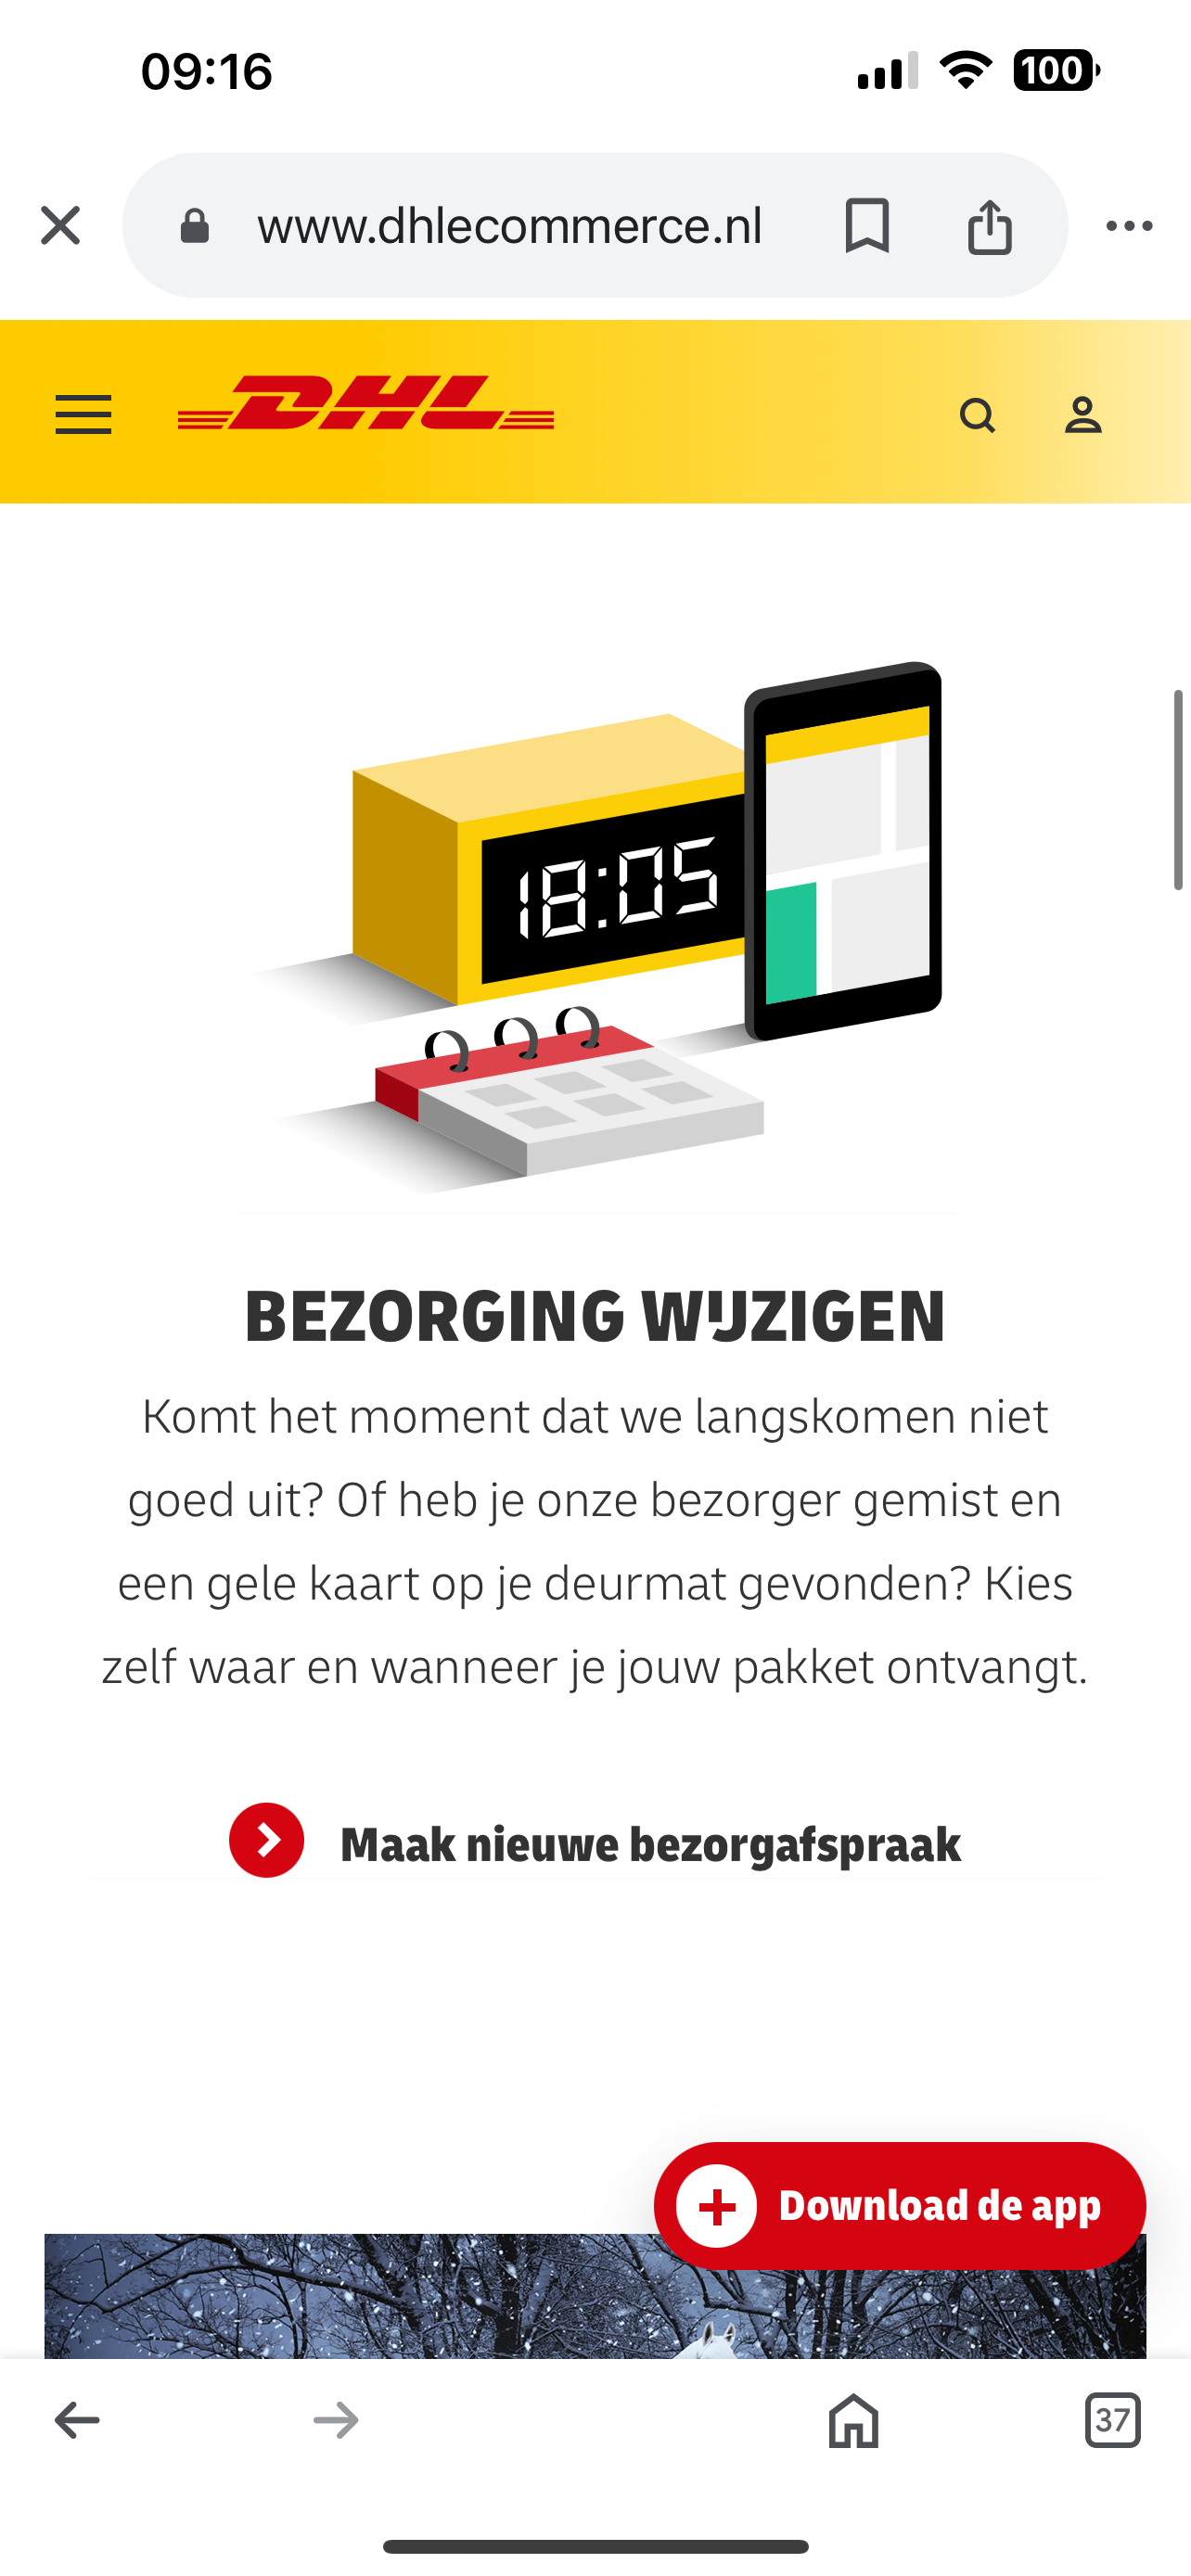 09:16
100
www.dhlecommerce.nl
DHL
18:05
BEZORGING WIJZIGEN
Komt het moment dat we langskomen niet
goed uit? Of heb je onze bezorger gemist en
een gele kaart op je deurmat gevonden? Kies
zelf waar en wanneer je jouw pakket ontvangt.
Maak nieuwe bezorgafspraak
Download de app
37